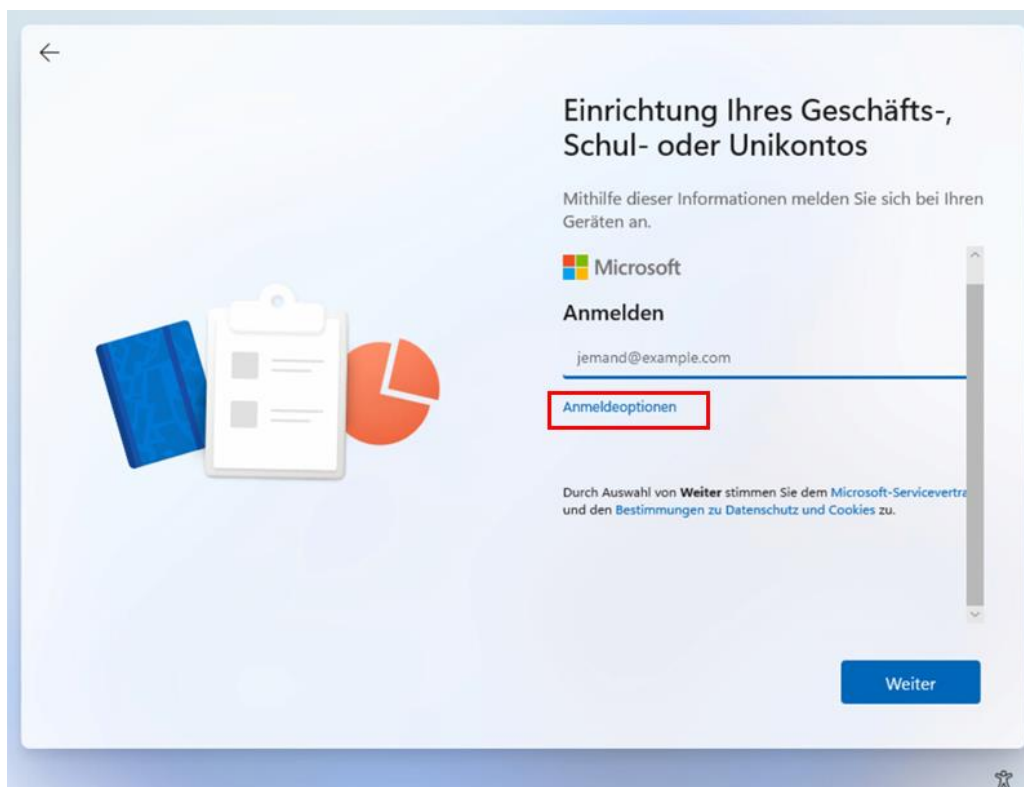 Einrichtung Ihres Geschäfts-,
Schul- oder Unikontos
Mithilfe dieser Informationen melden Sie sich bei Ihren
Geräten an.
Microsoft
Anmelden
jemand@example.com
Anmeldeoptionen
Durch Auswahl von Weiter stimmen Sie dem Microsoft-Servicevertra
und den Bestimmungen zu Datenschutz und Cookies zu.
Weiter